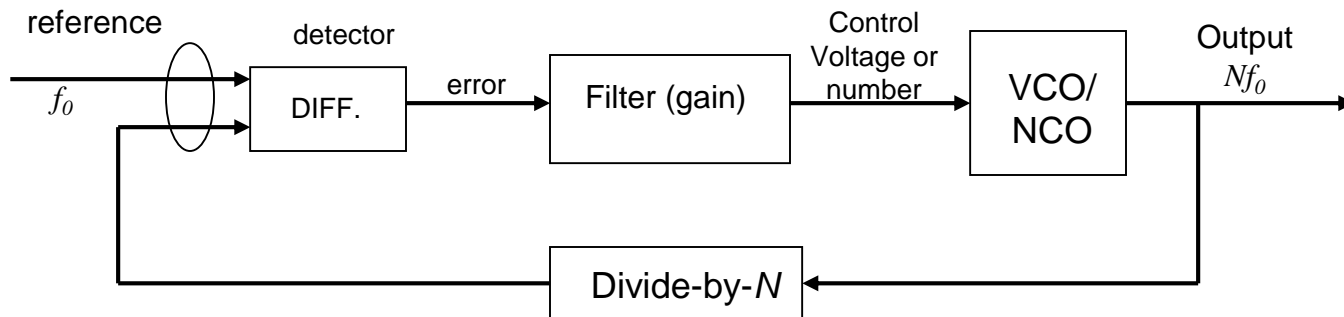 reference
f0
detector
DIFF.
error
Filter (gain)
Control
Voltage or
number
VCO/
NCO
Output
Nf0
Divide-by-N